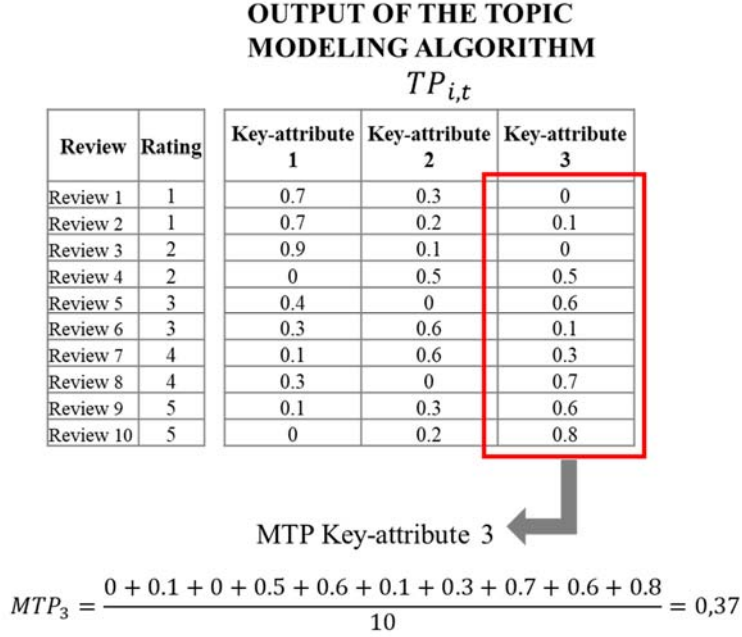 OUTPUT OF THE TOPIC
MODELING ALGORITHM
TP_{i,t}
Review Rating Key-attribute 1 Key-attribute 2 Key-attribute 3
Review 1 1 0.7 0.3 0
Review 2 1 0.7 0.2 0.1
Review 3 2 0.9 0.1 0
Review 4 2 0 0.5 0.5
Review 5 3 0.4 0 0.6
Review 6 3 0.3 0.6 0.1
Review 7 4 0.1 0.6 0.3
Review 8 4 0.3 0 0.7
Review 9 5 0.1 0.3 0.6
Review 10 5 0 0.2 0.8
MTP Key-attribute 3
MTP_3 = \frac{0 + 0.1 + 0 + 0.5 + 0.6 + 0.1 + 0.3 + 0.7 + 0.6 + 0.8}{10} = 0,37